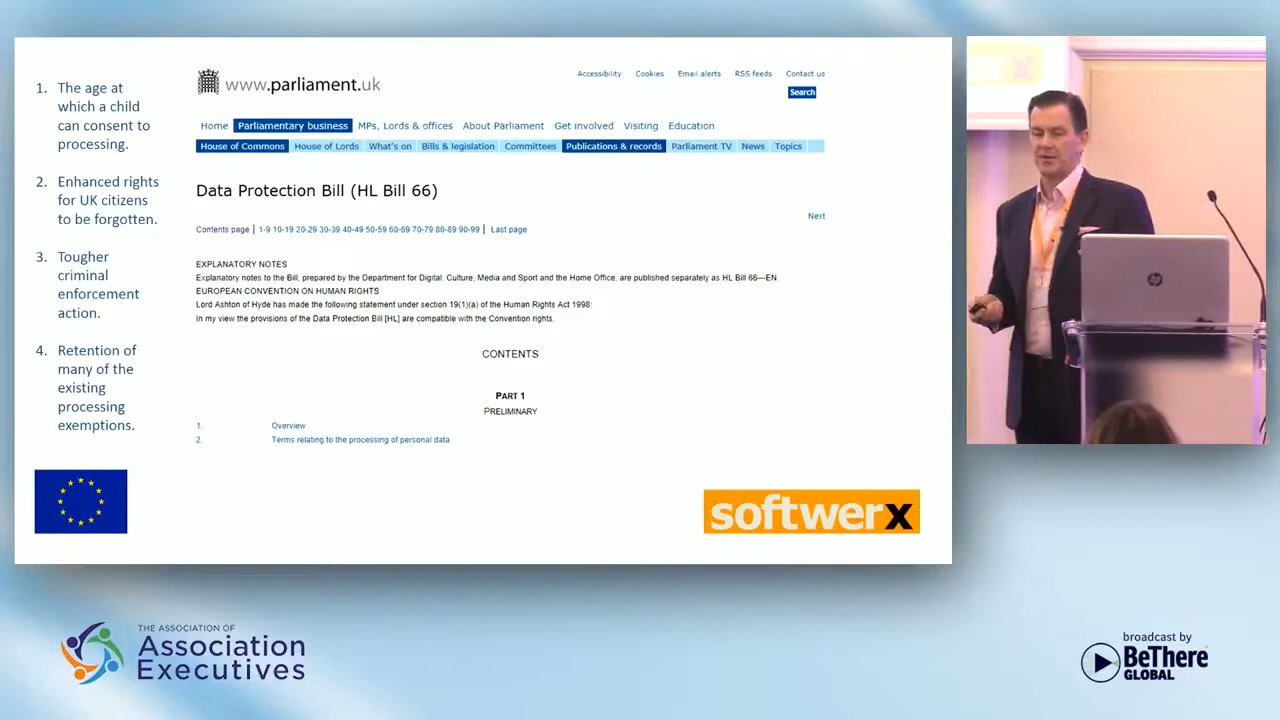 1. The age at
which a child
can consent to
processing.
2. Enhanced rights
for UK citizens
to be forgotten.
3. Tougher
criminal
enforcement
action.
4. Retention of
many of the
existing
processing
exemptions.
www.parliament.uk
Accessibility Cookies Email alerts RSS feeds Contact us
Search
Home Parliamentary business MPs, Lords & offices About Parliament Get involved Visiting Education
House of Commons House of Lords What's on Bills & legislation Committees Publications & records Parliament TV News Topics
Data Protection Bill (HL Bill 66)
Next
Contents page | 1-9 10-19 20-29 30-39 40-49 50-59 60-69 70-79 80-89 90-99 | Last page
EXPLANATORY NOTES
Explanatory notes to the Bill, prepared by the Department for Digital. Culture, Media and Sport and the Home Office, are published separately as HL Bill 66—EN.
EUROPEAN CONVENTION ON HUMAN RIGHTS
Lord Ashton of Hyde has made the following statement under section 19(1)(a) of the Human Rights Act 1998:
In my view the provisions of the Data Protection Bill [HL] are compatible with the Convention rights.
CONTENTS
PART 1
PRELIMINARY
1. Overview
2. Terms relating to the processing of personal data
softwerx
x
hp
THE ASSOCIATION OF
Association
EXECUTIVES
broadcast by
BeThere
GLOBAL